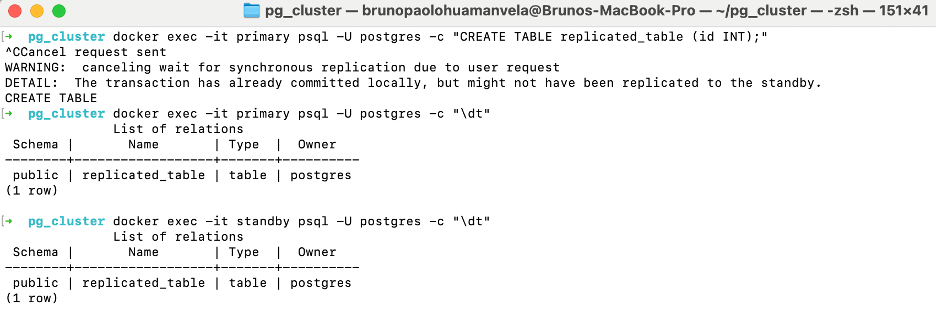 pg_cluster — brunopaolohuamanvela@Brunos-MacBook-Pro — ~/pg_cluster — -zsh — 151×41
[➜  pg_cluster docker exec -it primary psql -U postgres -c "CREATE TABLE replicated_table (id INT);"
^CCancel request sent
WARNING:  canceling wait for synchronous replication due to user request
DETAIL:  The transaction has already committed locally, but might not have been replicated to the standby.
CREATE TABLE
[➜  pg_cluster docker exec -it primary psql -U postgres -c "\dt"
              List of relations
 Schema |       Name       | Type  |  Owner
--------+------------------+-------+----------
 public | replicated_table | table | postgres
(1 row)

[➜  pg_cluster docker exec -it standby psql -U postgres -c "\dt"
              List of relations
 Schema |       Name       | Type  |  Owner
--------+------------------+-------+----------
 public | replicated_table | table | postgres
(1 row)